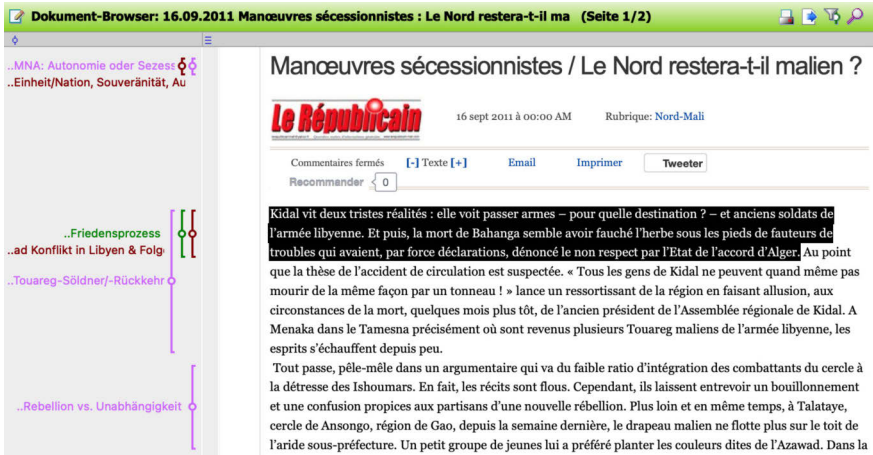 Dokument-Browser: 16.09.2011 Manœuvres sécessionnistes : Le Nord restera-t-il ma (Seite 1/2)
..MNA: Autonomie oder Sezess
..Einheit/Nation, Souveränität, Au
..Friedensprozess
..ad Konflikt in Libyen & Folge
..Touareg-Söldner/-Rückkehr
..Rebellion vs. Unabhängigkeit
Manœuvres sécessionnistes / Le Nord restera-t-il malien ?
Le Républicain
16 sept 2011 à 00:00 AM Rubrique: Nord-Mali
Commentaires fermés [-] Texte [+] Email Imprimer Tweeter
Recommander 0
Kidal vit deux tristes réalités : elle voit passer armes – pour quelle destination ? – et anciens soldats de
l'armée libyenne. Et puis, la mort de Bahanga semble avoir fauché l'herbe sous les pieds de fauteurs de
troubles qui avaient, par force déclarations, dénoncé le non respect par l'Etat de l'accord d'Alger. Au point
que la thèse de l'accident de circulation est suspectée. « Tous les gens de Kidal ne peuvent quand même pas
mourir de la même façon par un tonneau ! » lance un ressortissant de la région en faisant allusion, aux
circonstances de la mort, quelques mois plus tôt, de l'ancien président de l'Assemblée régionale de Kidal. A
Menaka dans le Tamesna précisément où sont revenus plusieurs Touareg maliens de l'armée libyenne, les
esprits s'échauffent depuis peu.
Tout passe, pêle-mêle dans un argumentaire qui va du faible ratio d'intégration des combattants du cercle à
la détresse des Ishoumars. En fait, les récits sont flous. Cependant, ils laissent entrevoir un bouillonnement
et une confusion propices aux partisans d'une nouvelle rébellion. Plus loin et en même temps, à Talataye,
cercle de Ansongo, région de Gao, depuis la semaine dernière, le drapeau malien ne flotte plus sur le toit de
l'aride sous-préfecture. Un petit groupe de jeunes lui a préféré planter les couleurs dites de l'Azawad. Dans la